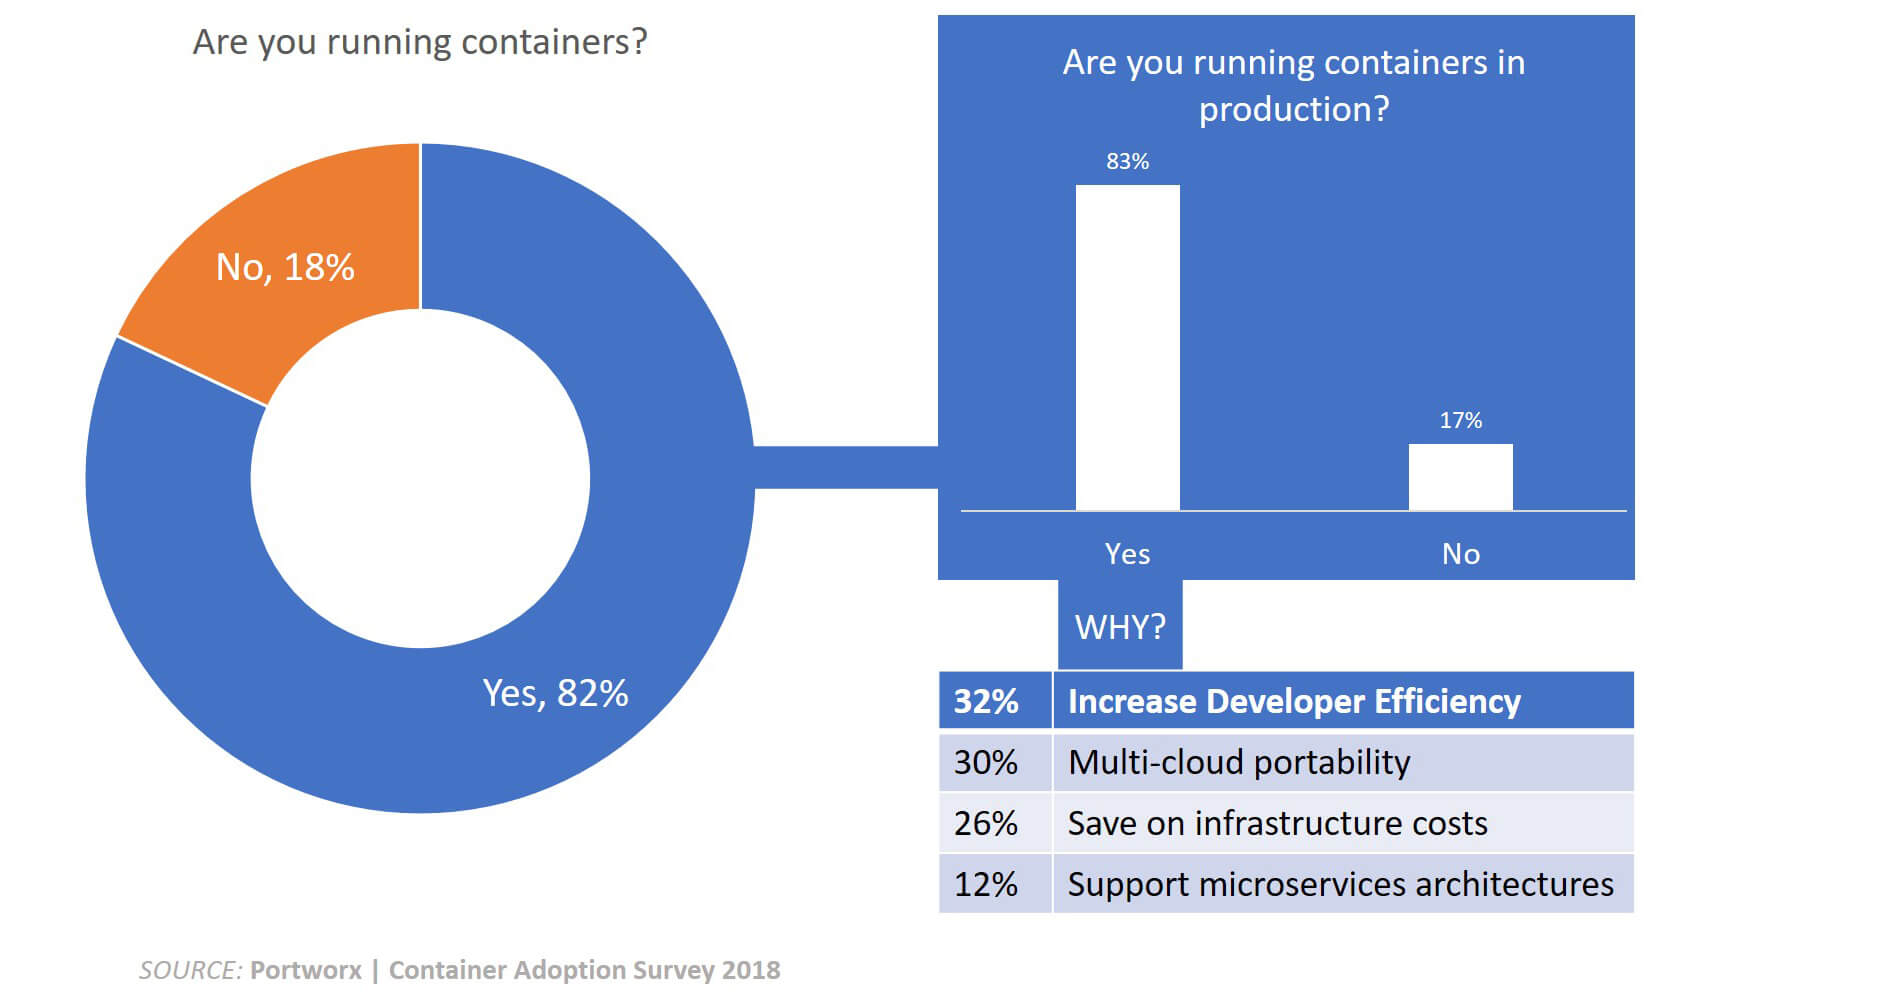 Are you running containers?
No, 18%
Yes, 82%
Are you running containers in
production?
83%
17%
Yes
No
WHY?
32% Increase Developer Efficiency
30% Multi-cloud portability
26% Save on infrastructure costs
12% Support microservices architectures
SOURCE: Portworx | Container Adoption Survey 2018